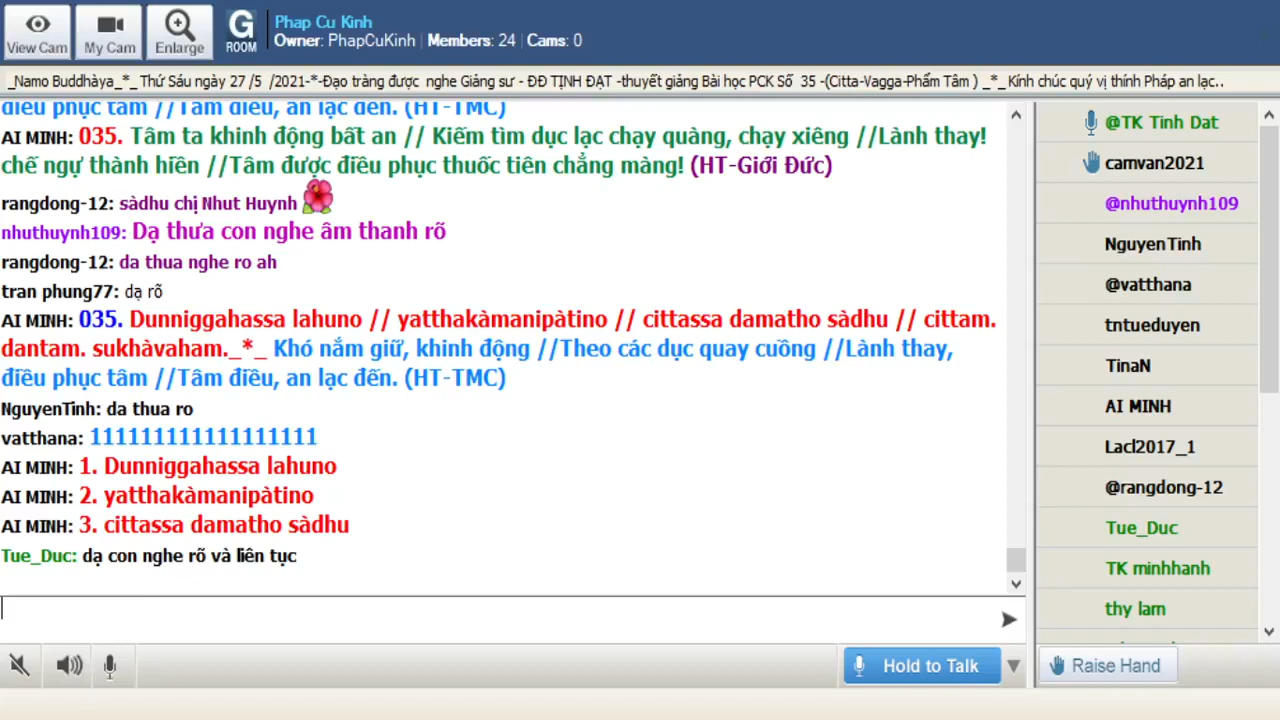 View Cam
My Cam
Enlarge
G
ROOM
Phap Cu Kinh
Owner: PhapCuKinh | Members: 24 | Cams: 0
_Namo Buddhàya_*_ Thứ Sáu ngày 27 /5 /2021-*-Đạo tràng được nghe Giảng sư - ĐĐ TỊNH ĐẠT -thuyết giảng Bài học PCK Số 35 -(Citta-Vagga-Phẩm Tâm ) _*_Kính chúc quý vị thính Pháp an lạc..
điều phục tâm //Tâm điều, an lạc đến. (HT-TMC)
AI MINH: 035. Tâm ta khinh động bất an // Kiếm tìm dục lạc chạy quàng, chạy xiêng //Lành thay!
chế ngự thành hiền //Tâm được điều phục thuốc tiên chẳng màng! (HT-Giới Đức)
rangdong-12: sàdhu chị Nhut Huynh
nhuthuynh109: Dạ thưa con nghe âm thanh rõ
rangdong-12: da thua nghe ro ah
tran phung77: dạ rõ
AI MINH: 035. Dunniggahassa lahuno // yatthakàmanipàtino // cittassa damatho sàdhu // cittam.
dantam. sukhàvaham._*_ Khó nắm giữ, khinh động //Theo các dục quay cuồng //Lành thay,
điều phục tâm //Tâm điều, an lạc đến. (HT-TMC)
NguyenTinh: da thua ro
vatthana: 111111111111111111
AI MINH: 1. Dunniggahassa lahuno
AI MINH: 2. yatthakàmanipàtino
AI MINH: 3. cittassa damatho sàdhu
Tue_Duc: dạ con nghe rõ và liên tục
@TK Tinh Dat
camvan2021
@nhuthuynh109
NguyenTinh
@vatthana
tntueduyen
TinaN
AI MINH
Lacl2017_1
@rangdong-12
Tue_Duc
TK minhhanh
thy lam
Hold to Talk
Raise Hand